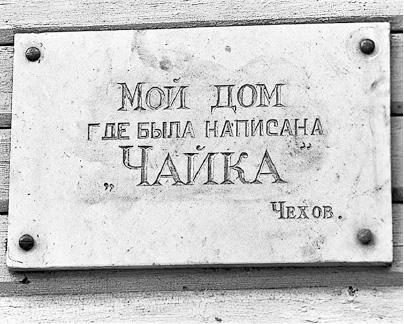 Мой дом
где была написана
„Чайка”
Чехов.